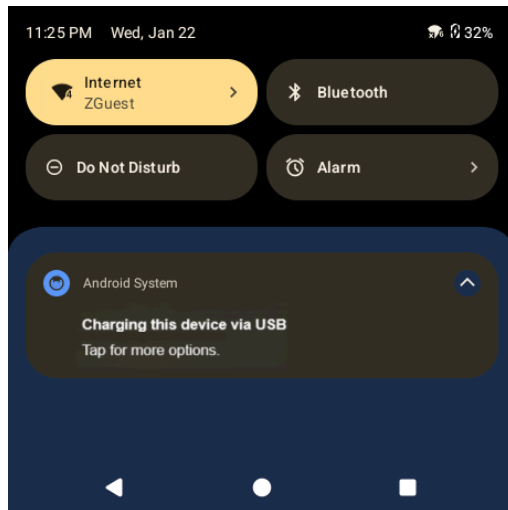 11:25 PM Wed, Jan 22 32%
Internet
ZGuest
Bluetooth
Do Not Disturb
Alarm
Android System
Charging this device via USB
Tap for more options.